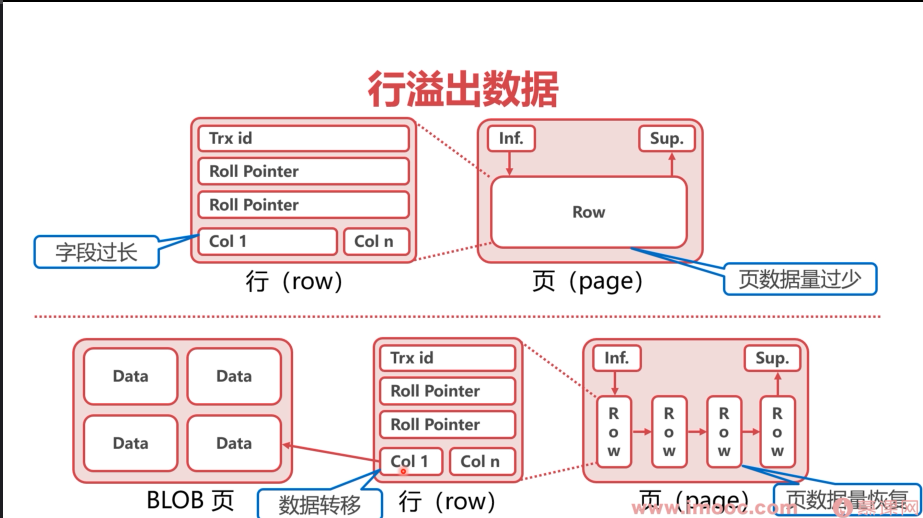 行溢出数据
Trx id
Roll Pointer
Roll Pointer
Col 1
Col n
字段过长
行（row）
Inf.
Sup.
Row
页（page）
页数据量过少
Data
Data
Data
Data
BLOB 页
Trx id
Roll Pointer
Roll Pointer
Col 1
Col n
数据转移
行（row）
Inf.
Sup.
Row
Row
Row
Row
页（page）
页数据量恢复
www.imooc.com
慕课网